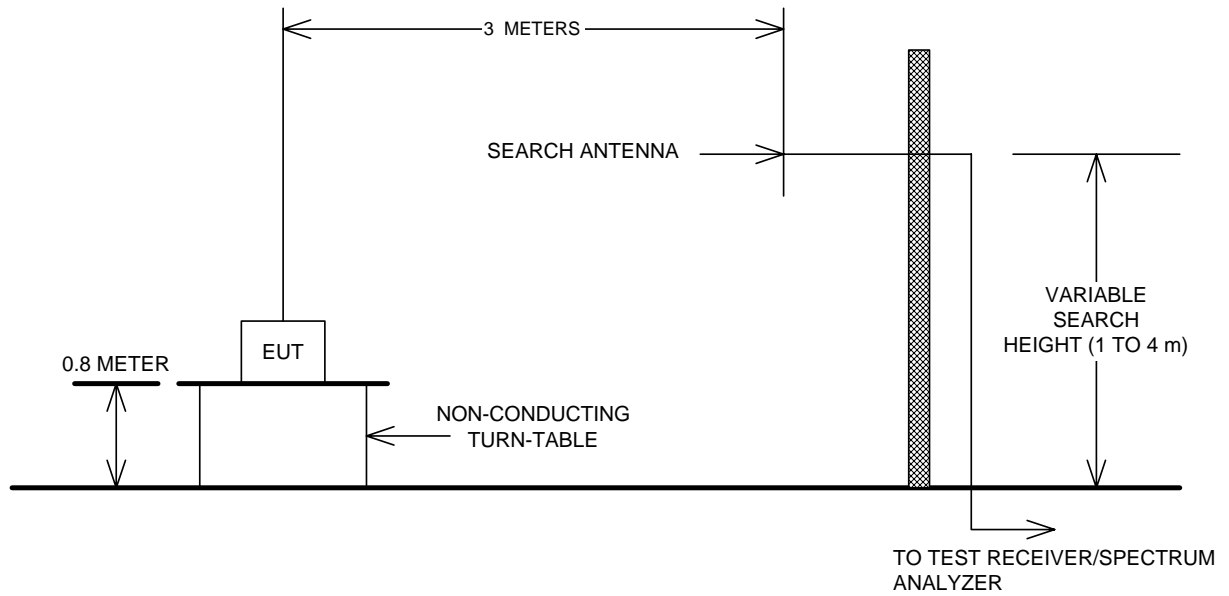 3 METERS
SEARCH ANTENNA
VARIABLE
SEARCH
HEIGHT (1 TO 4 m)
EUT
0.8 METER
NON-CONDUCTING
TURN-TABLE
TO TEST RECEIVER/SPECTRUM
ANALYZER